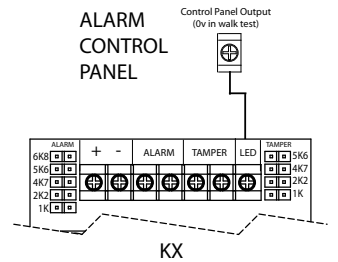 ALARM
CONTROL
PANEL
Control Panel Output
(0v in walk test)
ALARM
6K8
5K6
4K7
2K2
1K
+ - ALARM TAMPER LED
TAMPER
5K6
4K7
2K2
1K
KX